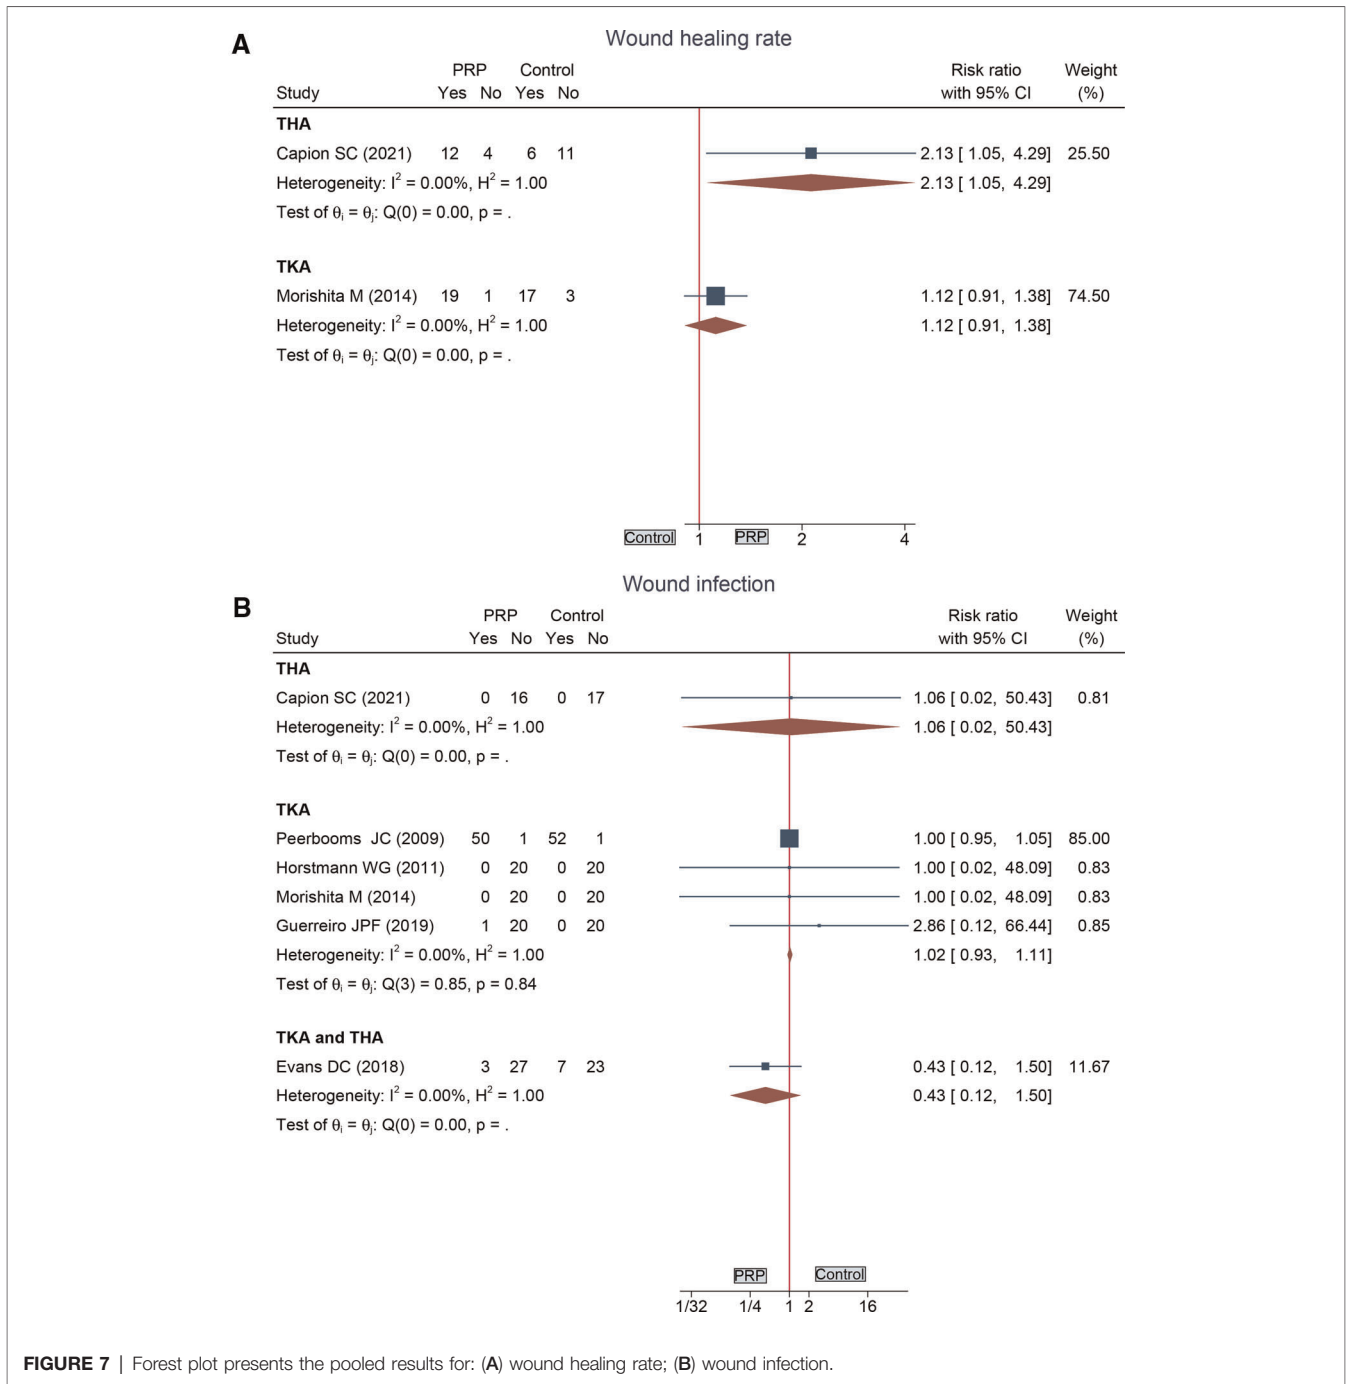 A
Wound healing rate
PRP Control Risk ratio Weight
Study Yes No Yes No with 95% CI (%)
THA
Capion SC (2021) 12 4 6 11 2.13 [ 1.05, 4.29] 25.50
Heterogeneity: I² = 0.00%, H² = 1.00 2.13 [ 1.05, 4.29]
Test of θᵢ = θⱼ: Q(0) = 0.00, p = .
TKA
Morishita M (2014) 19 1 17 3 1.12 [ 0.91, 1.38] 74.50
Heterogeneity: I² = 0.00%, H² = 1.00 1.12 [ 0.91, 1.38]
Test of θᵢ = θⱼ: Q(0) = 0.00, p = .
Control 1 PRP 2 4
Wound infection
B
PRP Control Risk ratio Weight
Study Yes No Yes No with 95% CI (%)
THA
Capion SC (2021) 0 16 0 17 1.06 [ 0.02, 50.43] 0.81
Heterogeneity: I² = 0.00%, H² = 1.00 1.06 [ 0.02, 50.43]
Test of θᵢ = θⱼ: Q(0) = 0.00, p = .
TKA
Peerbooms JC (2009) 50 1 52 1 1.00 [ 0.95, 1.05] 85.00
Horstmann WG (2011) 0 20 0 20 1.00 [ 0.02, 48.09] 0.83
Morishita M (2014) 0 20 0 20 1.00 [ 0.02, 48.09] 0.83
Guerreiro JPF (2019) 1 20 0 20 2.86 [ 0.12, 66.44] 0.85
Heterogeneity: I² = 0.00%, H² = 1.00 1.02 [ 0.93, 1.11]
Test of θᵢ = θⱼ: Q(3) = 0.85, p = 0.84
TKA and THA
Evans DC (2018) 3 27 7 23 0.43 [ 0.12, 1.50] 11.67
Heterogeneity: I² = 0.00%, H² = 1.00 0.43 [ 0.12, 1.50]
Test of θᵢ = θⱼ: Q(0) = 0.00, p = .
PRP Control
1/32 1/4 1 2 16
FIGURE 7 | Forest plot presents the pooled results for: (A) wound healing rate; (B) wound infection.